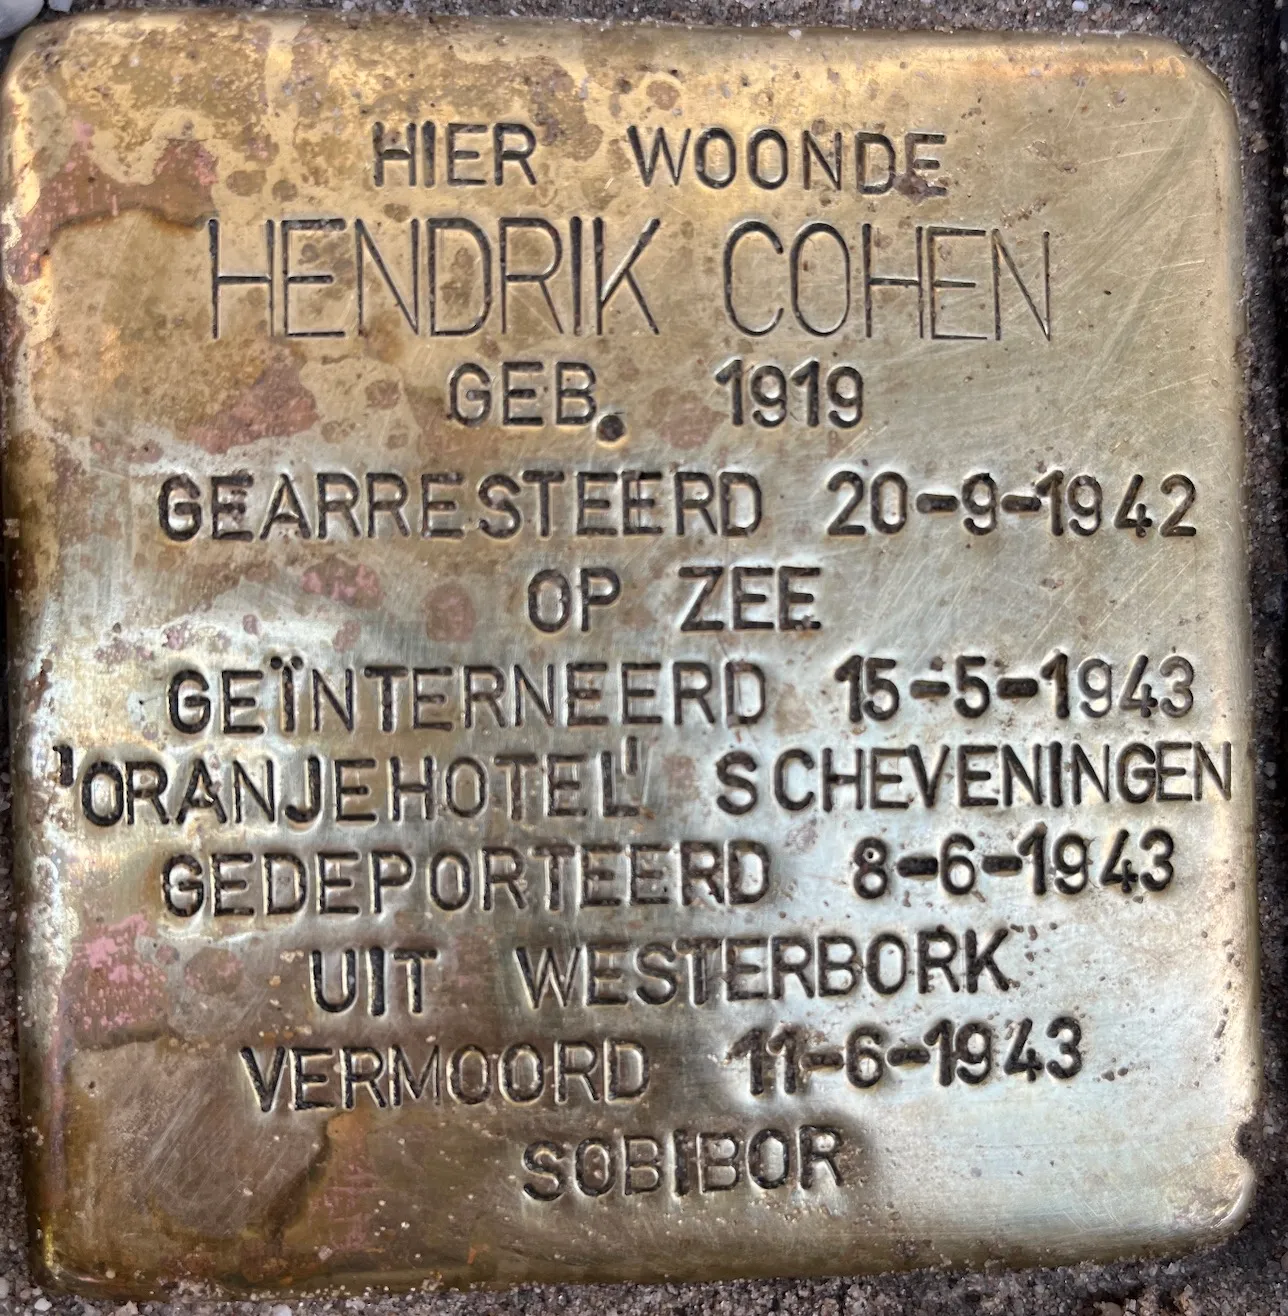 HIER WOONDE
HENDRIK COHEN
GEB. 1919
GEARRESTEERD 20-9-1942
OP ZEE
GEÏNTERNEERD 15-5-1943
'ORANJEHOTEL' SCHEVENINGEN
GEDEPORTEERD 8-6-1943
UIT WESTERBORK
VERMOORD 11-6-1943
SOBIBOR